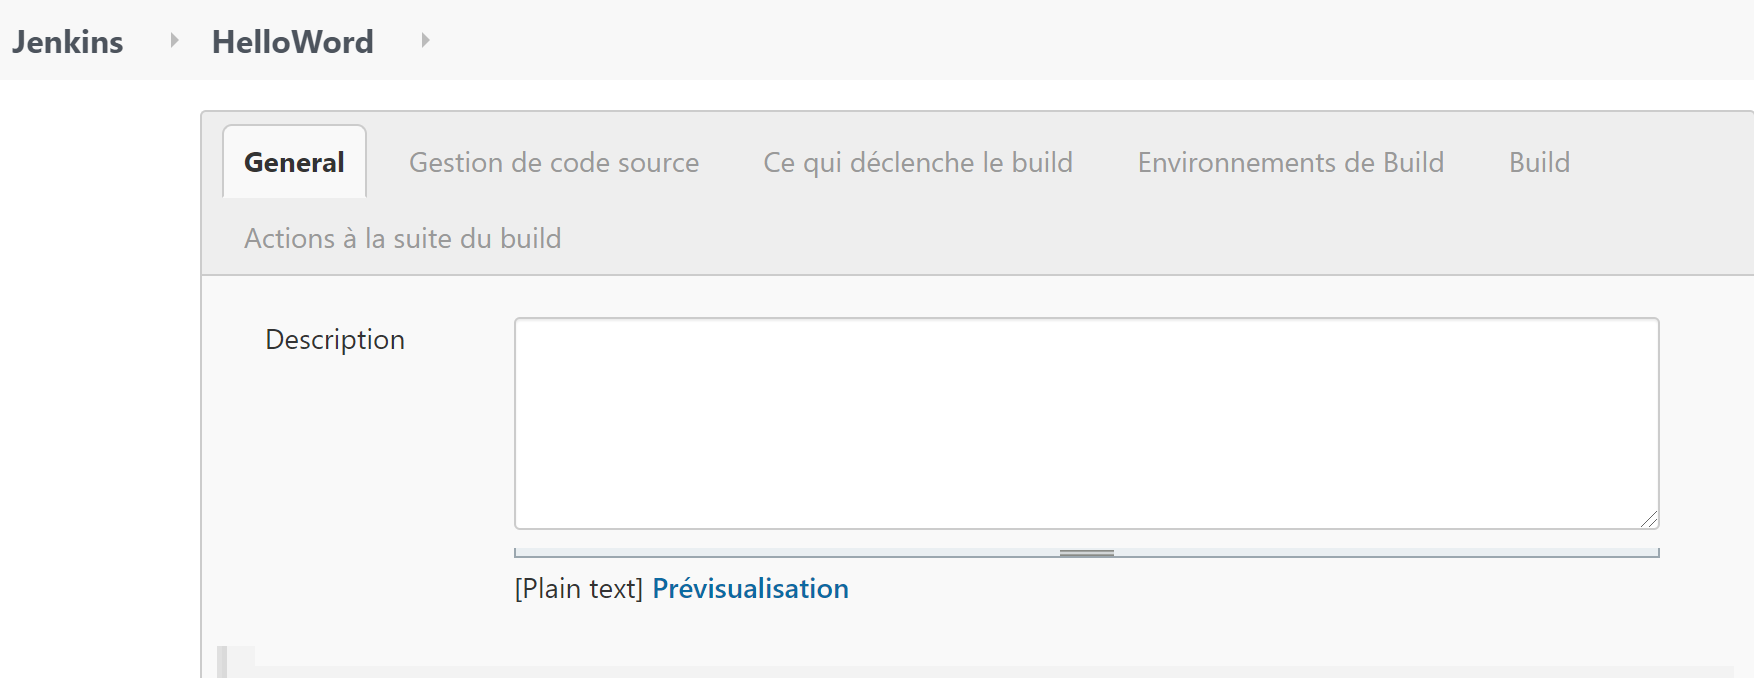 Jenkins HelloWord
General Gestion de code source Ce qui déclenche le build Environnements de Build Build
Actions à la suite du build
Description
[Plain text] Prévisualisation